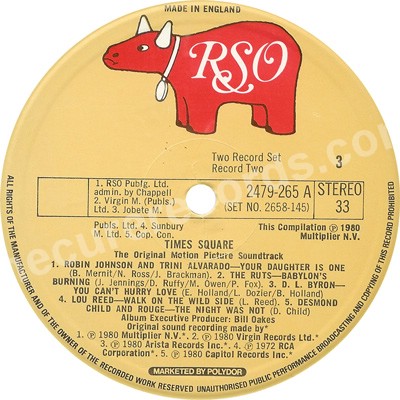 MADE IN ENGLAND
RSO
Two Record Set
Record Two
3
1. RSO Pubfg. Ltd.
admin. by Chappell
2. Virgin M. (Publs.)
Ltd. 3. Jobete M.
Publs. Ltd. 4. Sunbury
M. Ltd. 5. Cop. Con.
2479-265 A
(SET NO. 2658-145)
STEREO
33
This Compilation ℗ 1980
Multiplier N.V.
TIMES SQUARE
The Original Motion Picture Soundtrack
1. ROBIN JOHNSON AND TRINI ALVARADO—YOUR DAUGHTER IS ONE
(B. Mernit/N. Ross/J. Brackman). 2. THE RUTS—BABYLON'S
BURNING (J. Jennings/D. Ruffy/M. Owen/P. Fox). 3. D. L. BYRON—
YOU CAN'T HURRY LOVE (E. Holland/L. Dozier/B. Holland)
4. LOU REED—WALK ON THE WILD SIDE (L. Reed). 5. DESMOND
CHILD AND ROUGE—THE NIGHT WAS NOT (D. Child)
Album Executive Producer: Bill Oakes
Original sound recording made by*
1. ℗ 1980 Multiplier N.V.*. 2. ℗ 1980 Virgin Records Ltd.*
3. ℗ 1980 Arista Records Inc.*. 4. ℗ 1972 RCA
Corporation*. 5. ℗ 1980 Capitol Records Inc.*
MARKETED BY POLYDOR
ALL RIGHTS OF THE MANUFACTURER AND OF THE OWNER OF THE RECORDED WORK RESERVED UNAUTHORISED PUBLIC PERFORMANCE BROADCASTING AND COPYING OF THIS RECORD PROHIBITED